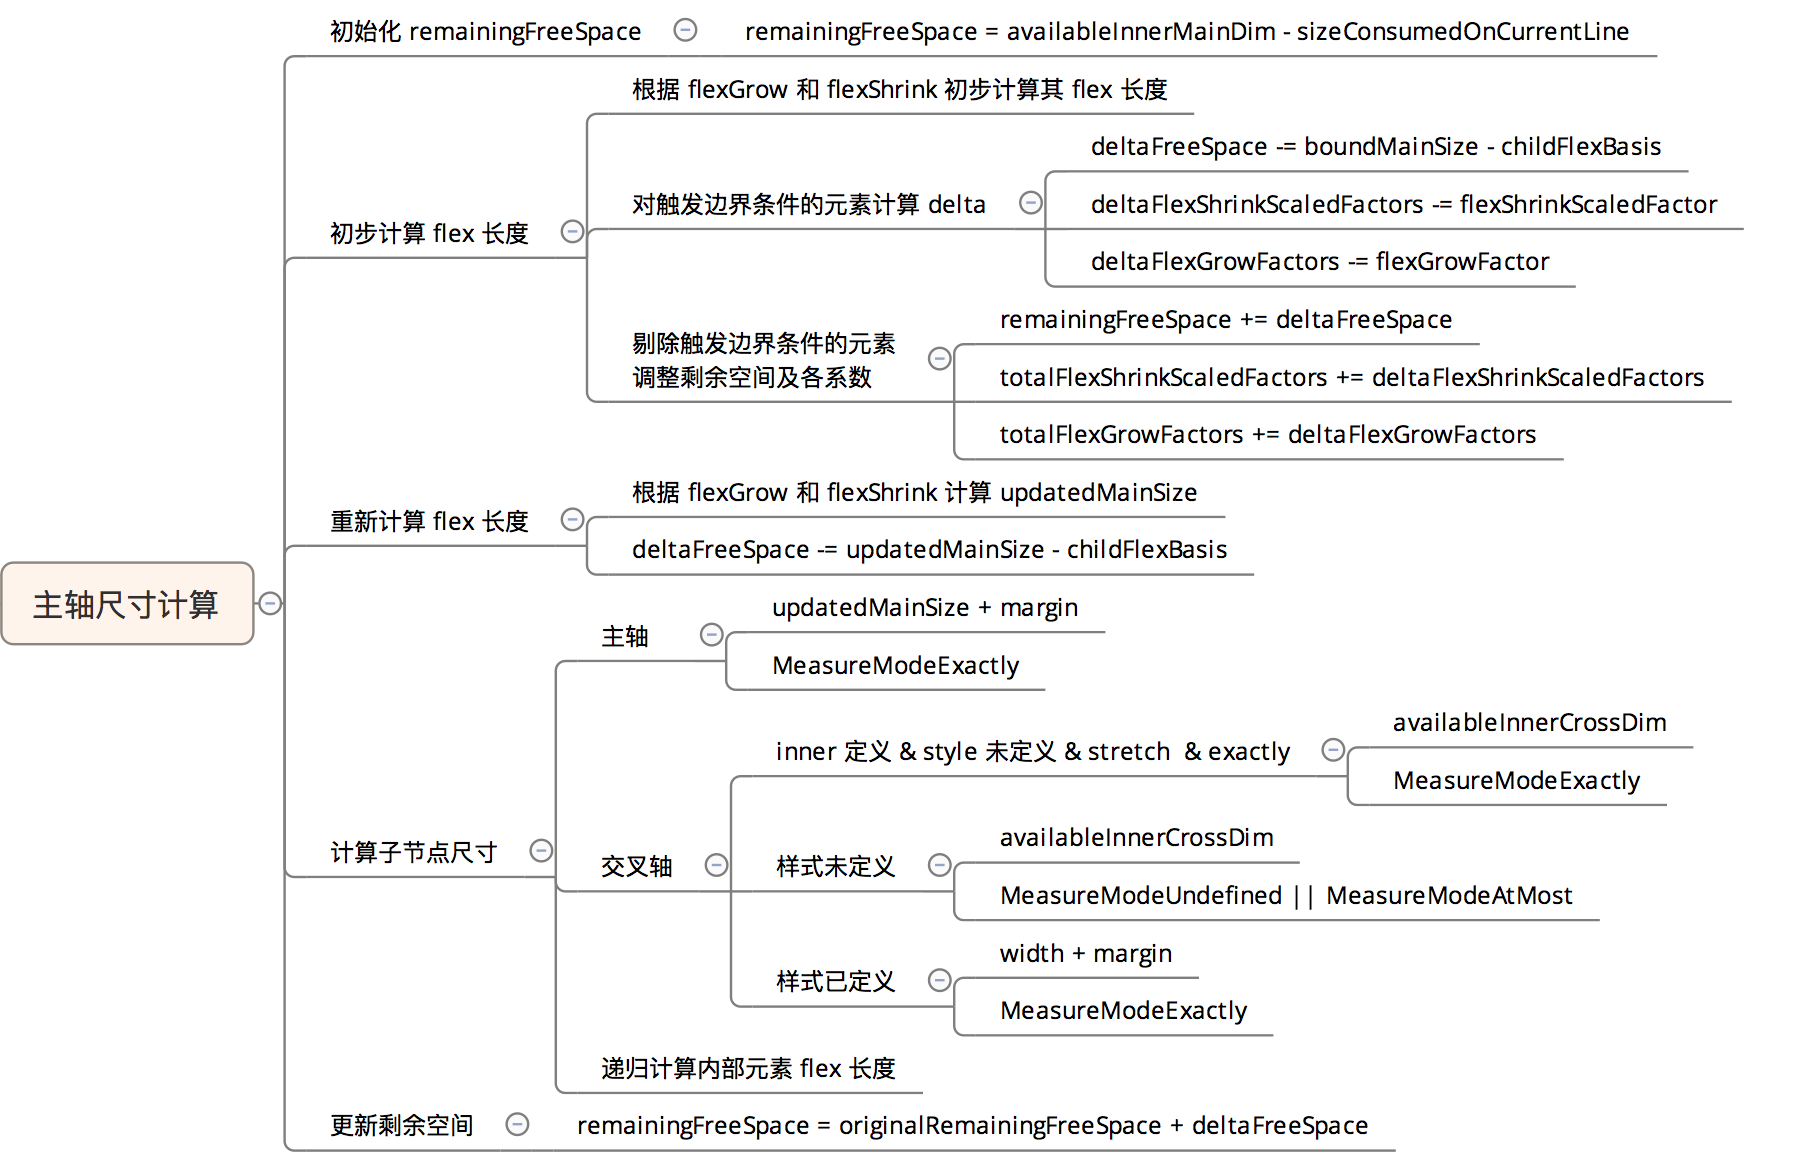 主轴尺寸计算
初始化 remainingFreeSpace
remainingFreeSpace = availableInnerMainDim - sizeConsumedOnCurrentLine
初步计算 flex 长度
根据 flexGrow 和 flexShrink 初步计算其 flex 长度
对触发边界条件的元素计算 delta
deltaFreeSpace -= boundMainSize - childFlexBasis
deltaFlexShrinkScaledFactors -= flexShrinkScaledFactor
deltaFlexGrowFactors -= flexGrowFactor
剔除触发边界条件的元素
调整剩余空间及各系数
remainingFreeSpace += deltaFreeSpace
totalFlexShrinkScaledFactors += deltaFlexShrinkScaledFactors
totalFlexGrowFactors += deltaFlexGrowFactors
重新计算 flex 长度
根据 flexGrow 和 flexShrink 计算 updatedMainSize
deltaFreeSpace -= updatedMainSize - childFlexBasis
计算子节点尺寸
主轴
updatedMainSize + margin
MeasureModeExactly
交叉轴
inner 定义 & style 未定义 & stretch & exactly
availableInnerCrossDim
MeasureModeExactly
样式未定义
availableInnerCrossDim
MeasureModeUndefined || MeasureModeAtMost
样式已定义
width + margin
MeasureModeExactly
递归计算内部元素 flex 长度
更新剩余空间
remainingFreeSpace = originalRemainingFreeSpace + deltaFreeSpace